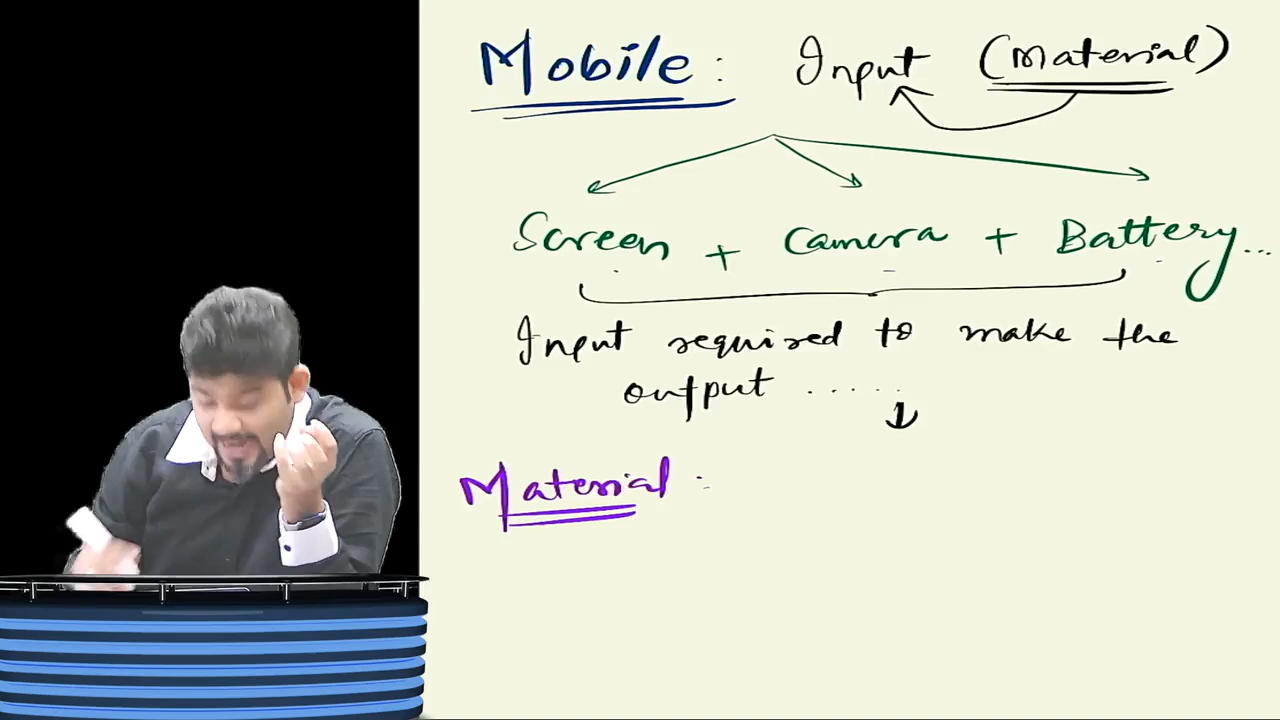 Mobile: Input (Material)
Screen + Camera + Battery...
Input required to make the
output .....
Material: